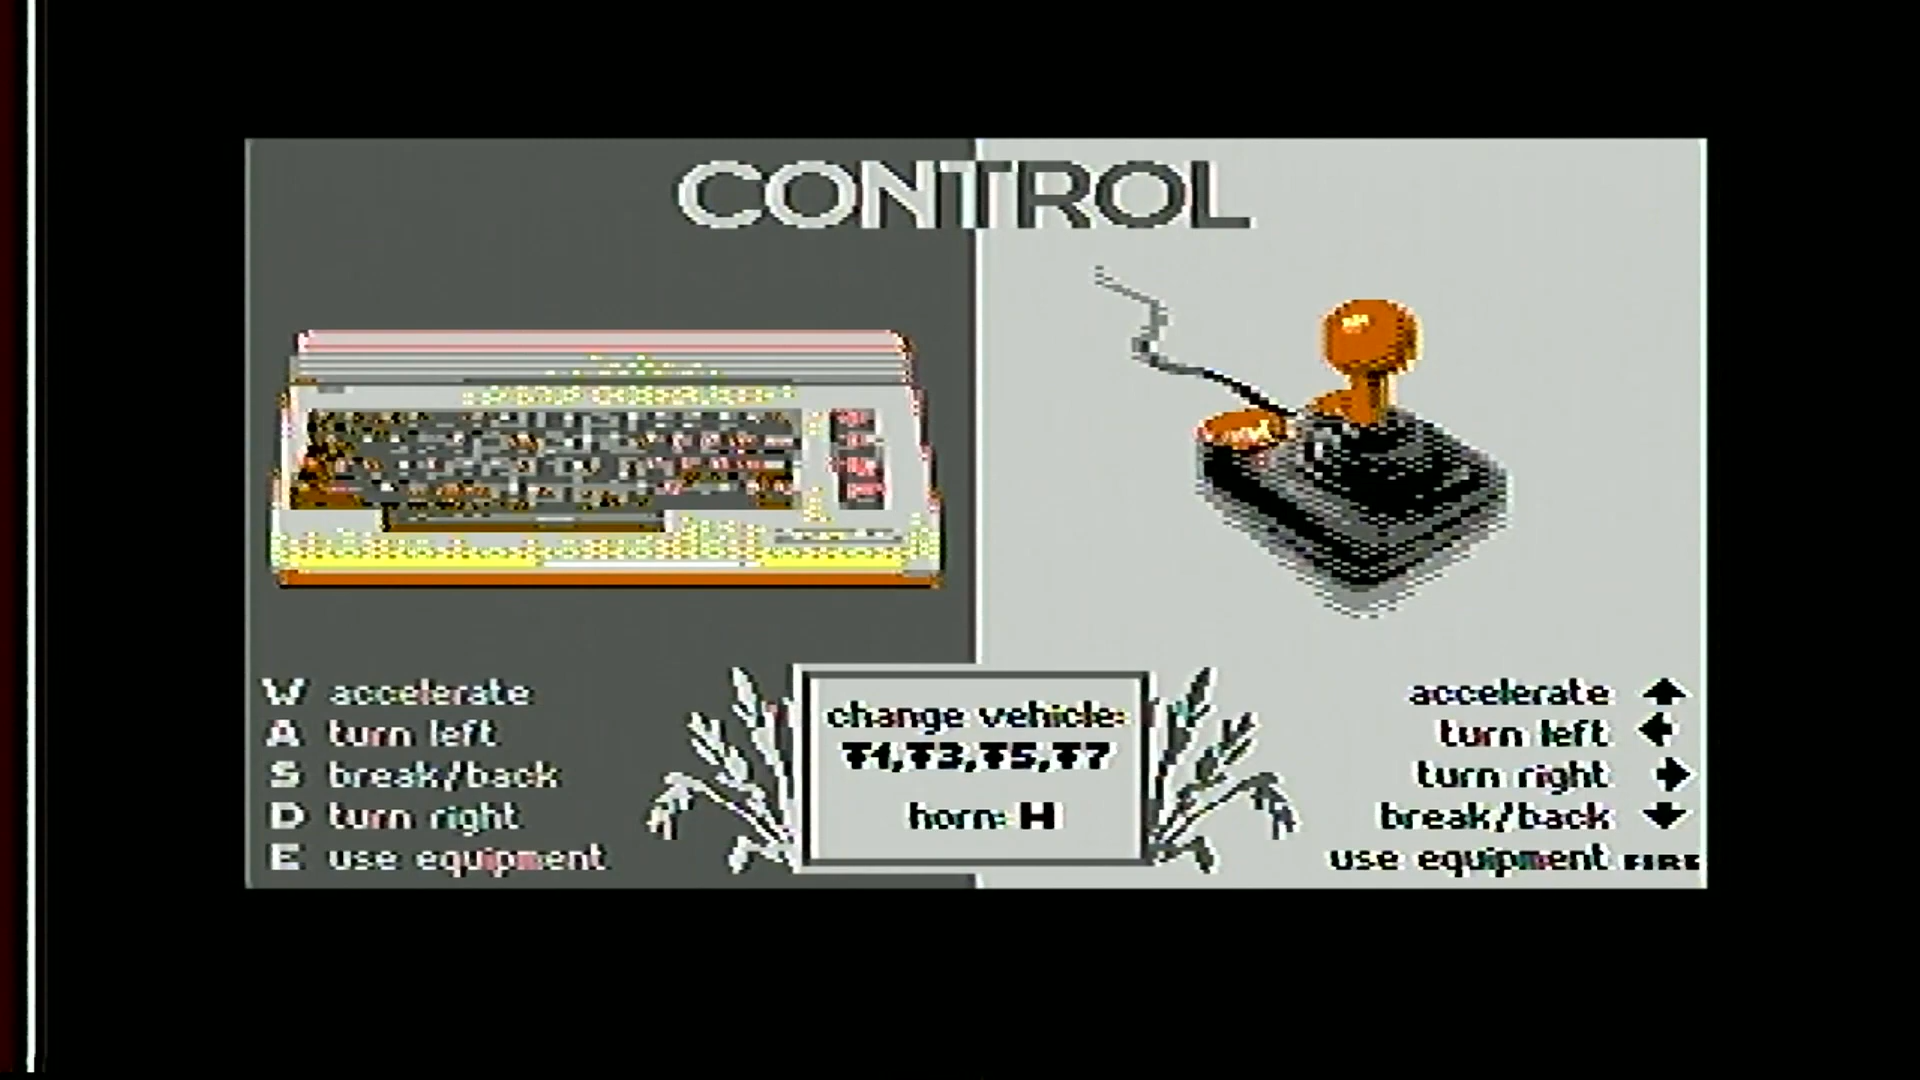 CONTROL
W accelerate
A turn left
S break/back
D turn right
E use equipment
change vehicle:
F1,F3,F5,F7
horn: H
accelerate
turn left
turn right
break/back
use equipment FIRE